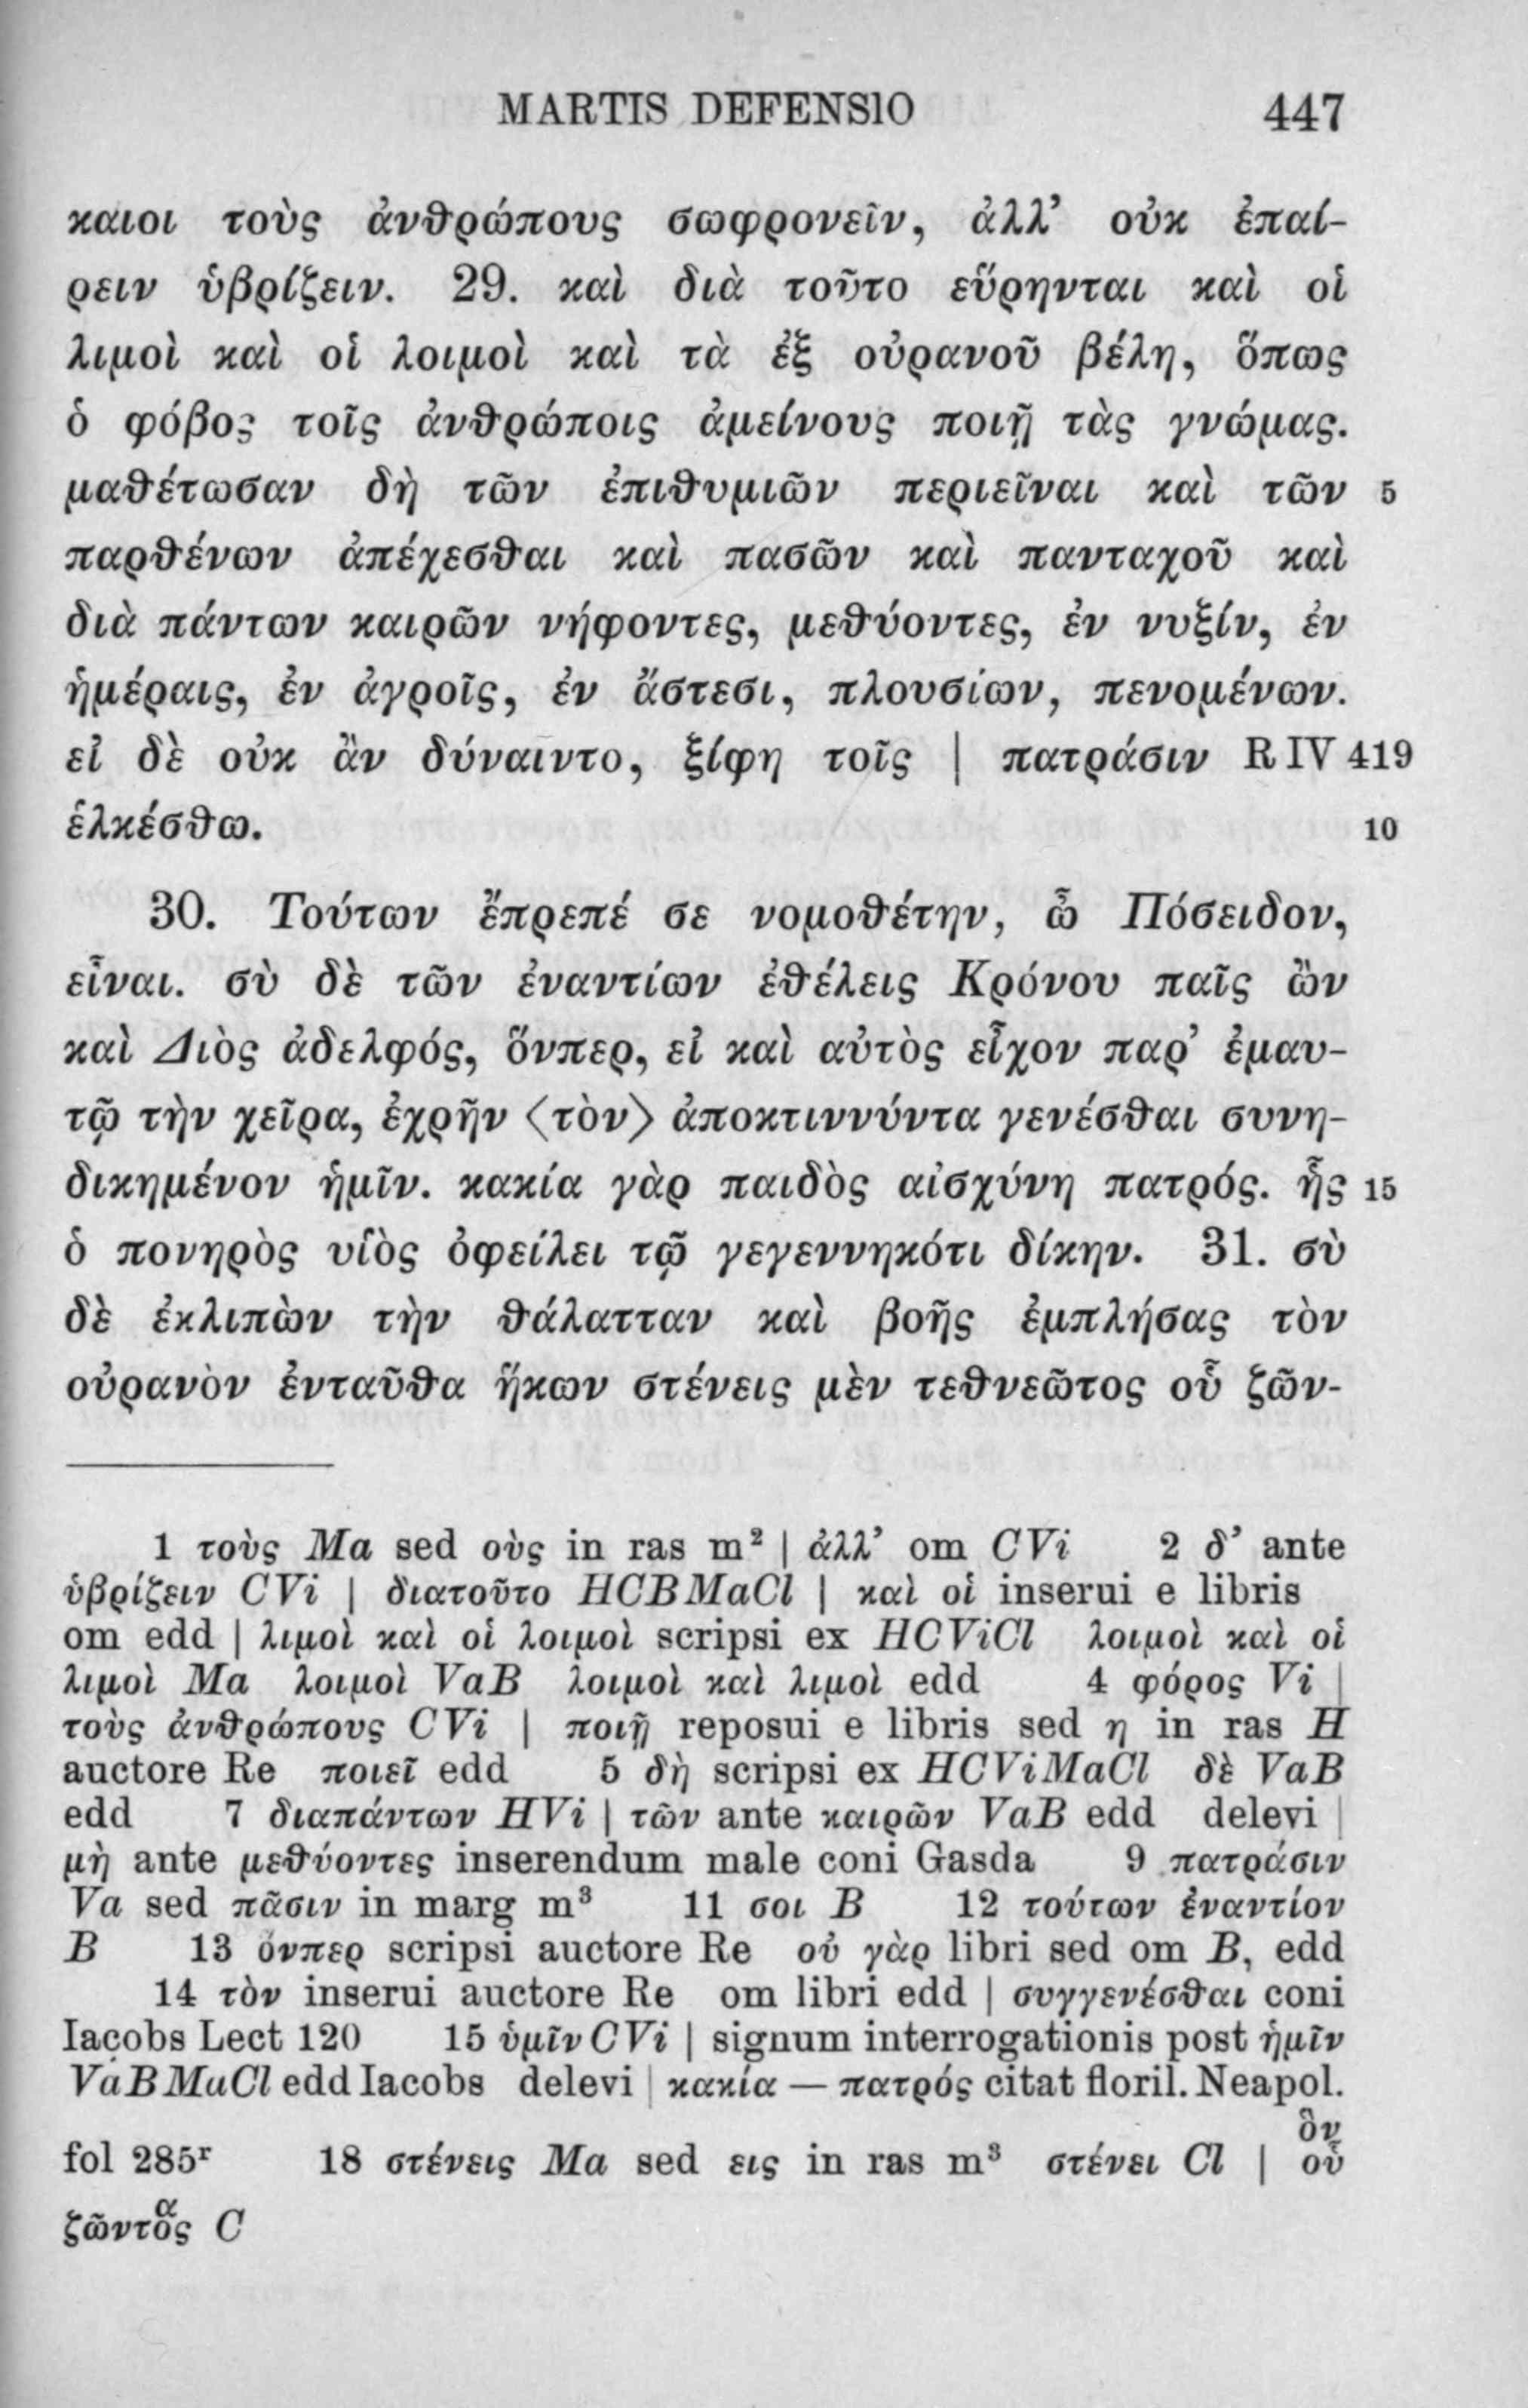 MARTIS DEFENSIO 447
καιοι τοὺς ἀνθρώπους σωφρονεῖν, ἀλλ’ οὐκ ἐπαί-
ρειν ὑβρίζειν. 29. καὶ διὰ τοῦτο εὕρηνται καὶ οἱ
λιμοὶ καὶ οἱ λοιμοὶ καὶ τὰ ἐξ οὐρανοῦ βέλη, ὅπως
ὁ φόβος τοῖς ἀνθρώποις ἀμείνους ποιῇ τὰς γνώμας.
μαθέτωσαν δὴ τῶν ἐπιθυμιῶν περιεῖναι καὶ τῶν 5
παρθένων ἀπέχεσθαι καὶ πασῶν καὶ πανταχοῦ καὶ
διὰ πάντων καιρῶν νήφοντες, μεθύοντες, ἐν νυξίν, ἐν
ἡμέραις, ἐν ἀγροῖς, ἐν ἄστεσι, πλουσίων, πενομένων.
εἰ δὲ οὐκ ἂν δύναιντο, ξίφη τοῖς | πατράσιν R IV 419
ἑλκέσθω. 10
30. Τούτων ἔπρεπέ σε νομοθέτην, ὦ Πόσειδον,
εἶναι. σὺ δὲ τῶν ἐναντίων ἐθέλεις Κρόνου παῖς ὢν
καὶ Διὸς ἀδελφός, ὅνπερ, εἰ καὶ αὐτὸς εἶχον παρ’ ἐμαυ-
τῷ τὴν χεῖρα, ἐχρῆν ⟨τὸν⟩ ἀποκτιννύντα γενέσθαι συνη-
δικημένον ἡμῖν. κακία γὰρ παιδὸς αἰσχύνη πατρός. ἧς 15
ὁ πονηρὸς υἱὸς ὀφείλει τῷ γεγεννηκότι δίκην. 31. σὺ
δὲ ἐκλιπὼν τὴν θάλατταν καὶ βοῆς ἐμπλήσας τὸν
οὐρανὸν ἐνταῦθα ἥκων στένεις μὲν τεθνεῶτος οὗ ζῶν-
1 τοὺς Ma sed οὺς in ras m² | ἀλλ’ om CVi 2 δ’ ante
ὑβρίζειν CVi | διατοῦτο HCBMaCl | καὶ οἱ inserui e libris
om edd | λιμοὶ καὶ οἱ λοιμοὶ scripsi ex HCViCl λοιμοὶ καὶ οἱ
λιμοὶ Ma λοιμοὶ VaB λοιμοὶ καὶ λιμοὶ edd 4 φόρος Vi |
τοὺς ἀνθρώπους CVi | ποιῇ reposui e libris sed η in ras H
auctore Re ποιεῖ edd 5 δὴ scripsi ex HCViMaCl δὲ VaB
edd 7 διαπάντων HVi | τῶν ante καιρῶν VaB edd delevi |
μὴ ante μεθύοντες inserendum male coni Gasda 9 πατράσιν
Va sed πᾶσιν in marg m³ 11 σοι B 12 τούτων ἐναντίον
B 13 ὅνπερ scripsi auctore Re οὐ γὰρ libri sed om B, edd
14 τὸν inserui auctore Re om libri edd | συγγενέσθαι coni
Iacobs Lect 120 15 ὑμῖν CVi | signum interrogationis post ἡμῖν
VaBMaCl edd Iacobs delevi | κακία — πατρός citat floril. Neapol.
fol 285ʳ 18 στένεις Ma sed εις in ras m³ στένει Cl | οὗ ὃν
ζῶντος α C